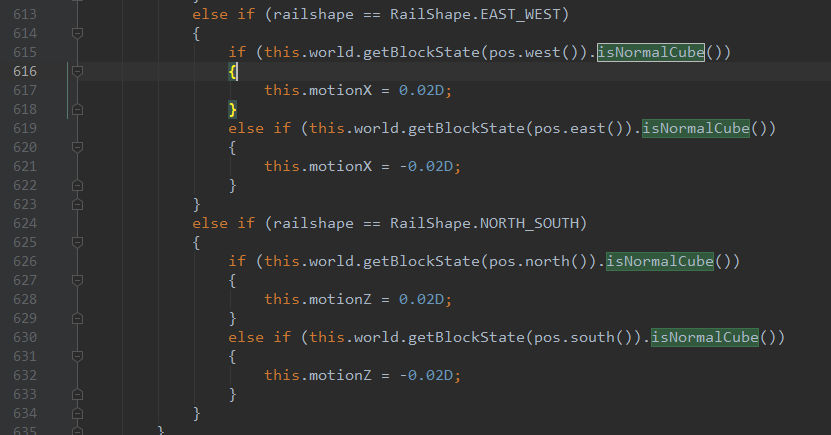 613 else if (railshape == RailShape.EAST_WEST)
614 {
615 if (this.world.getBlockState(pos.west()).isNormalCube())
616 {
617 this.motionX = 0.02D;
618 }
619 else if (this.world.getBlockState(pos.east()).isNormalCube())
620 {
621 this.motionX = -0.02D;
622 }
623 }
624 else if (railshape == RailShape.NORTH_SOUTH)
625 {
626 if (this.world.getBlockState(pos.north()).isNormalCube())
627 {
628 this.motionZ = 0.02D;
629 }
630 else if (this.world.getBlockState(pos.south()).isNormalCube())
631 {
632 this.motionZ = -0.02D;
633 }
634 }
635 }